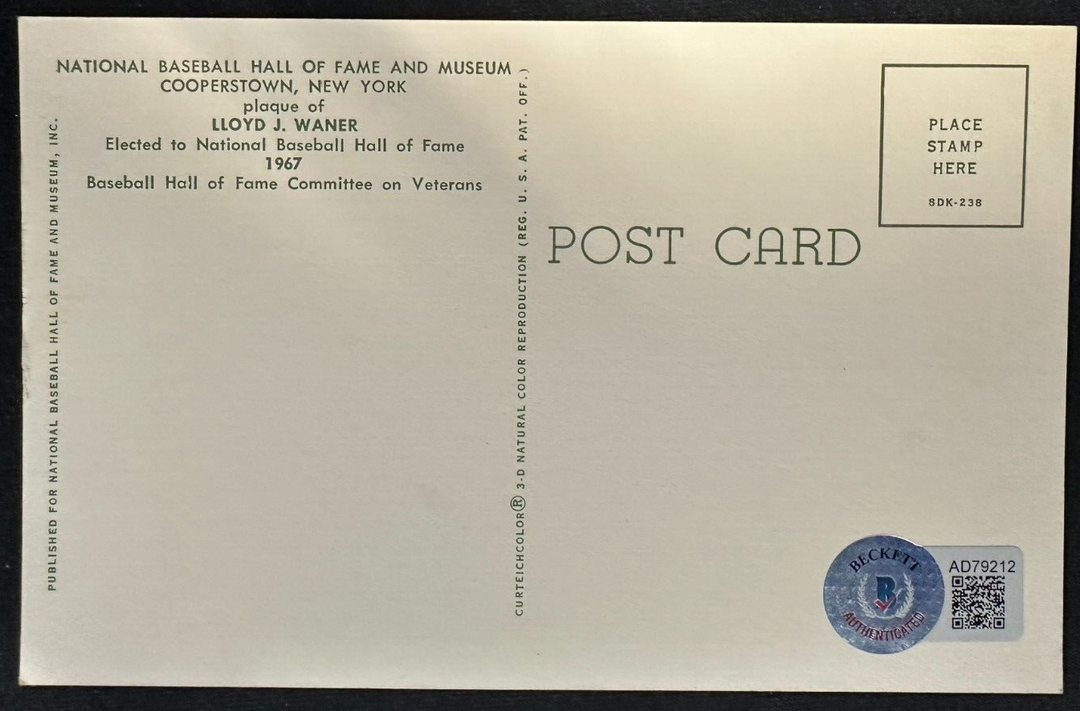 NATIONAL BASEBALL HALL OF FAME AND MUSEUM
COOPERSTOWN, NEW YORK
plaque of
LLOYD J. WANER
Elected to National Baseball Hall of Fame
1967
Baseball Hall of Fame Committee on Veterans
PUBLISHED FOR NATIONAL BASEBALL HALL OF FAME AND MUSEUM, INC.
CURTEICHCOLOR® 3-D NATURAL COLOR REPRODUCTION (REG. U. S. A. PAT. OFF.)
POST CARD
PLACE
STAMP
HERE
8DK-238
BECKETT
B
AUTHENTICATED
AD79212